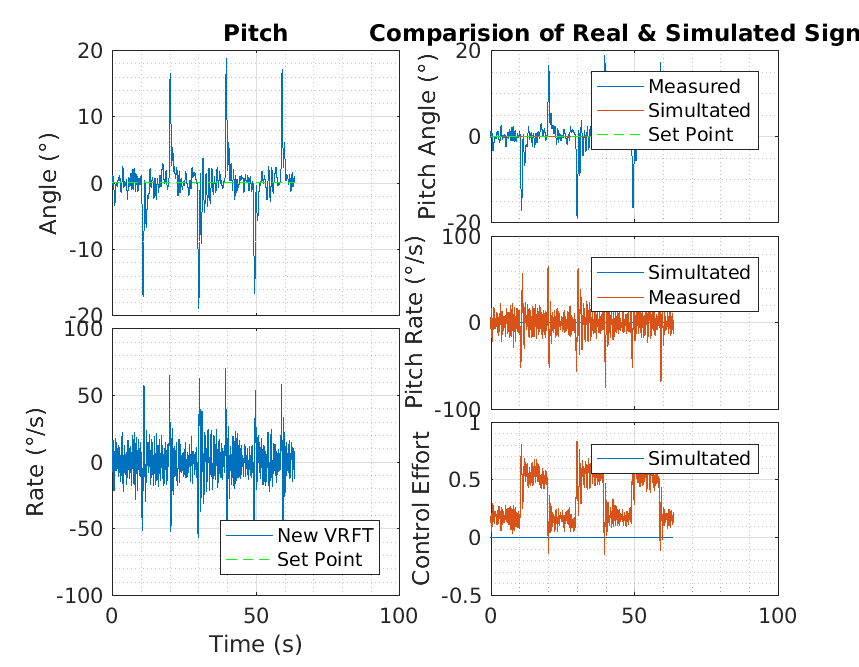 Pitch
20
10
0
-10
-20
Angle (°)
100
50
0
-50
-100
Rate (°/s)
New VRFT
Set Point
0
50
100
Time (s)
Comparision of Real & Simulated Sign
20
0
-20
Pitch Angle (°)
Measured
Simultated
Set Point
100
0
-100
Pitch Rate (°/s)
Simultated
Measured
1
0.5
0
-0.5
Control Effort
Simultated
0
50
100